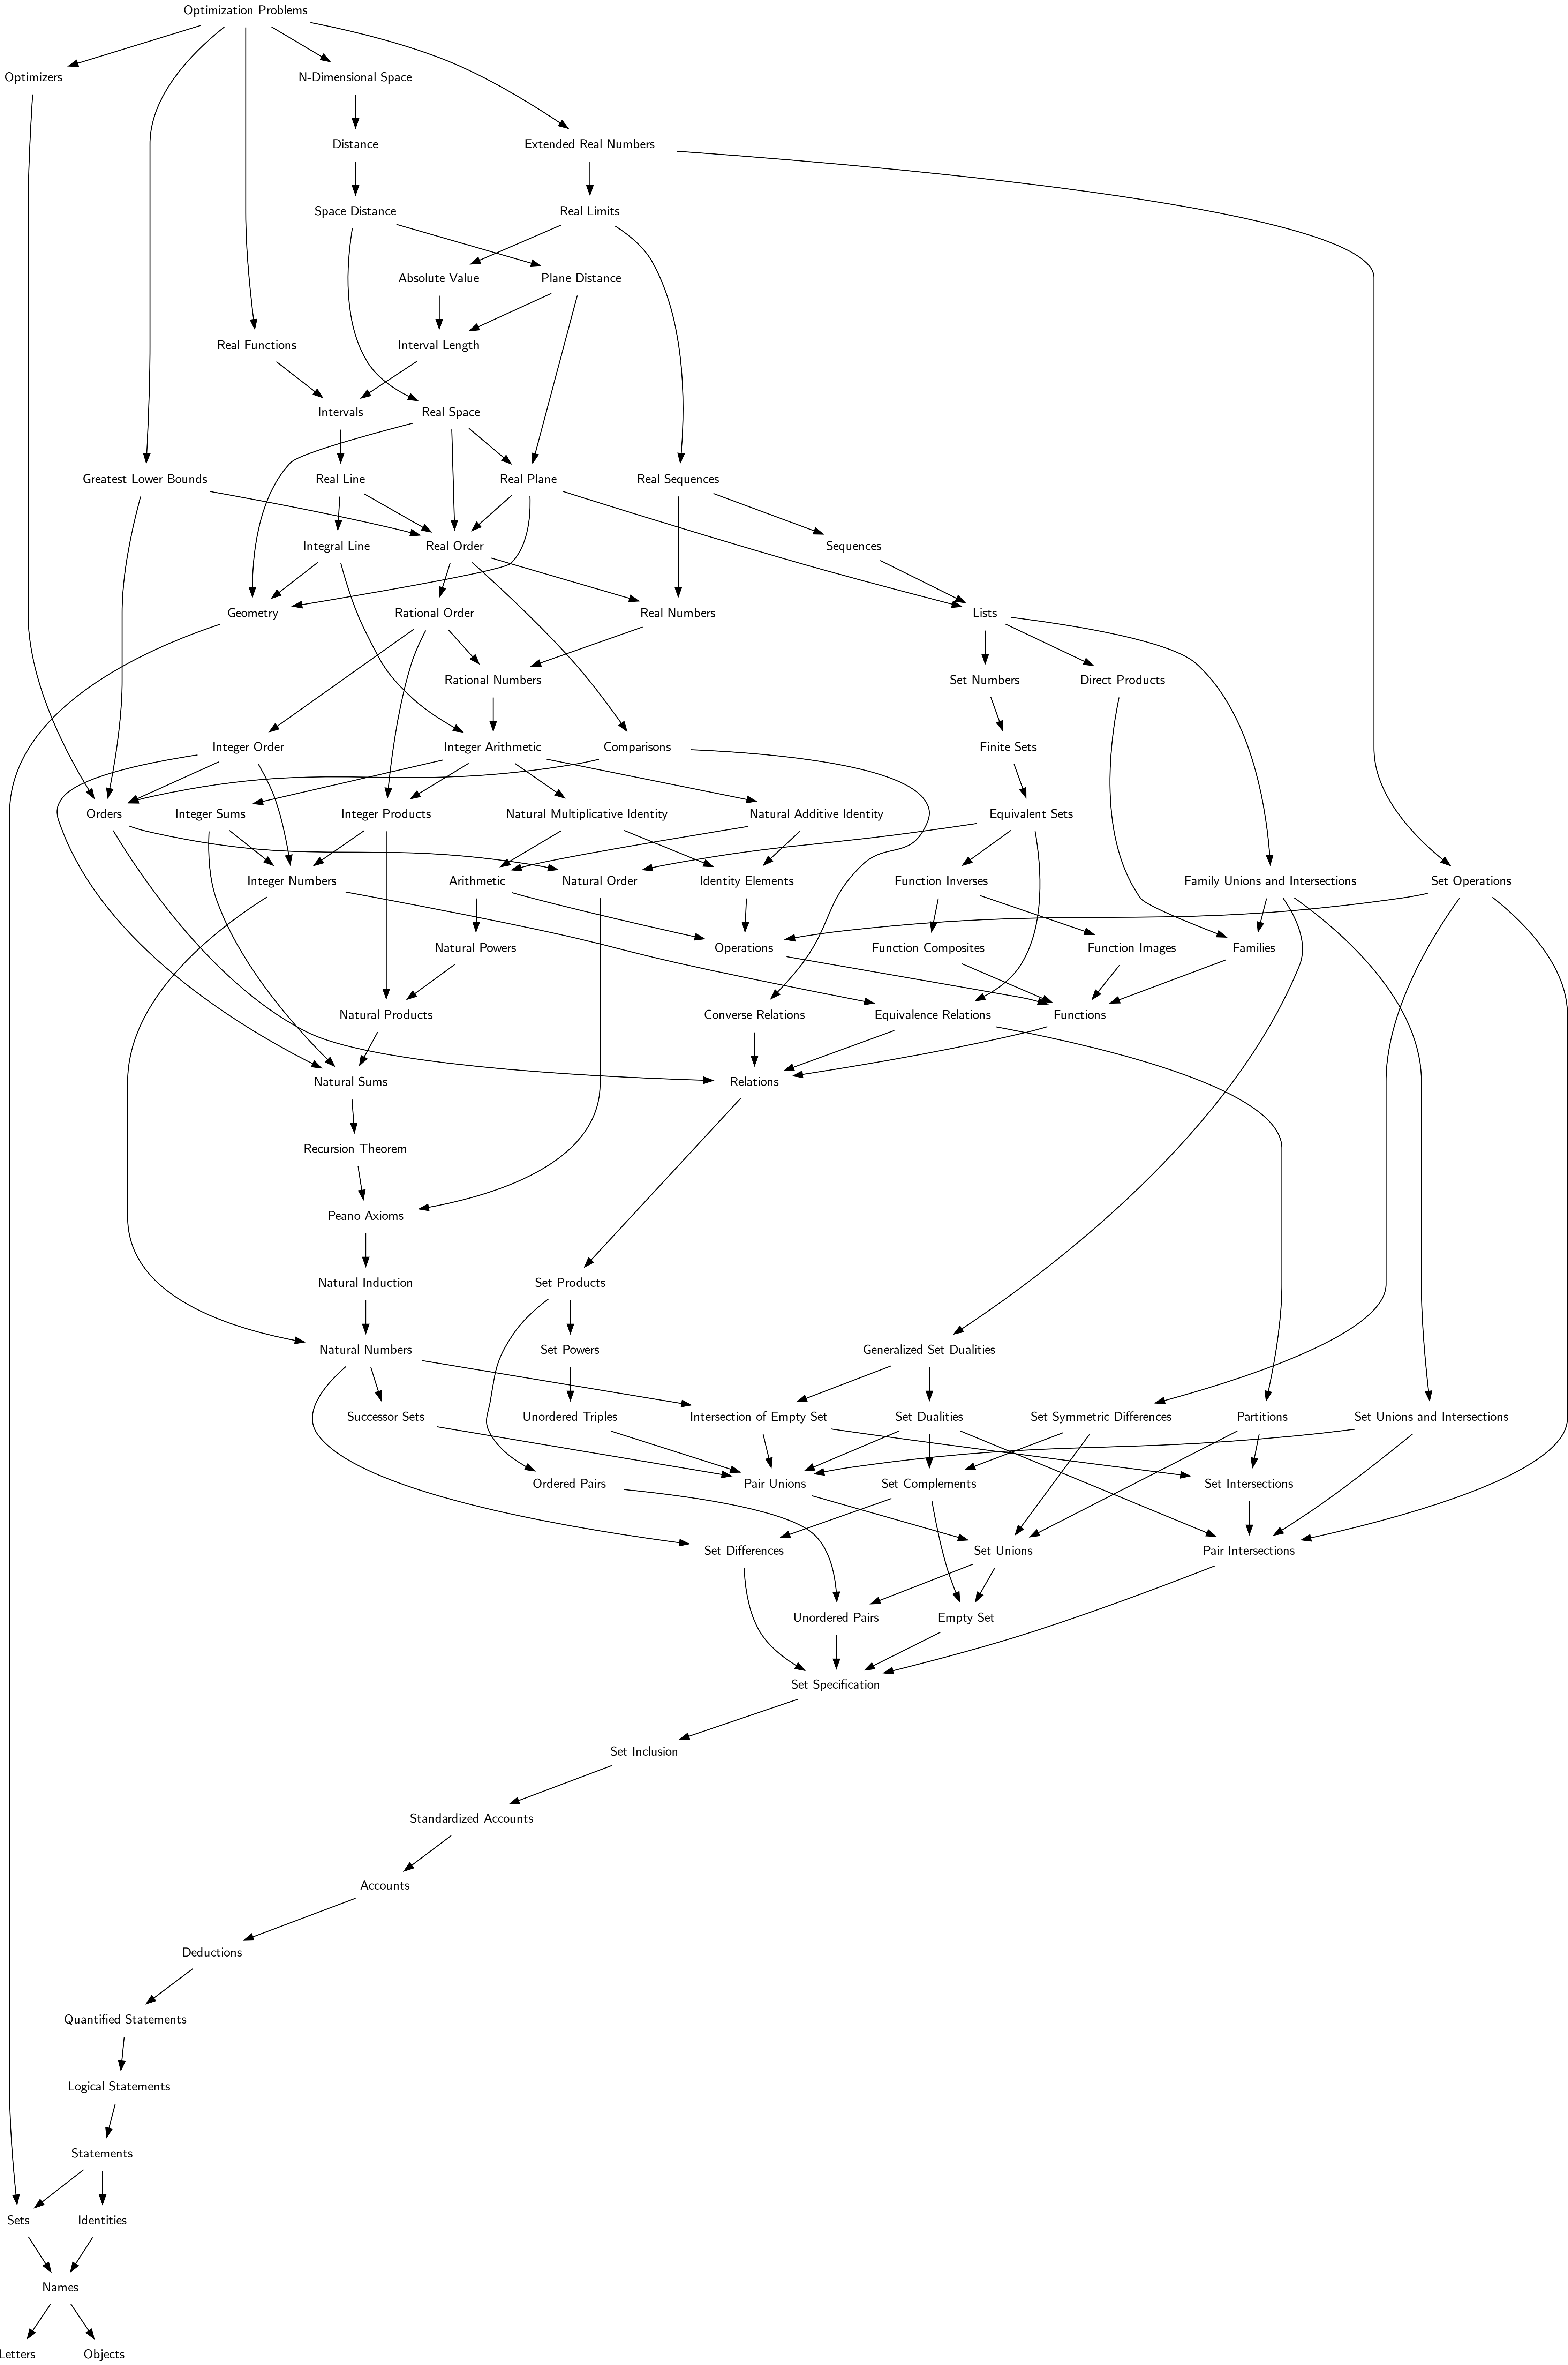 Optimization Problems
Optimizers
N-Dimensional Space
Distance
Extended Real Numbers
Space Distance
Real Limits
Absolute Value
Plane Distance
Real Functions
Interval Length
Intervals
Real Space
Greatest Lower Bounds
Real Line
Real Plane
Real Sequences
Integral Line
Real Order
Sequences
Geometry
Rational Order
Real Numbers
Lists
Rational Numbers
Set Numbers
Direct Products
Integer Order
Integer Arithmetic
Comparisons
Finite Sets
Orders
Integer Sums
Integer Products
Natural Multiplicative Identity
Natural Additive Identity
Equivalent Sets
Integer Numbers
Arithmetic
Natural Order
Identity Elements
Function Inverses
Family Unions and Intersections
Set Operations
Natural Powers
Operations
Function Composites
Function Images
Families
Natural Products
Converse Relations
Equivalence Relations
Functions
Natural Sums
Relations
Recursion Theorem
Peano Axioms
Natural Induction
Set Products
Natural Numbers
Set Powers
Generalized Set Dualities
Successor Sets
Unordered Triples
Intersection of Empty Set
Set Dualities
Set Symmetric Differences
Partitions
Set Unions and Intersections
Ordered Pairs
Pair Unions
Set Complements
Set Intersections
Set Differences
Set Unions
Pair Intersections
Unordered Pairs
Empty Set
Set Specification
Set Inclusion
Standardized Accounts
Accounts
Deductions
Quantified Statements
Logical Statements
Statements
Sets
Identities
Names
Letters
Objects